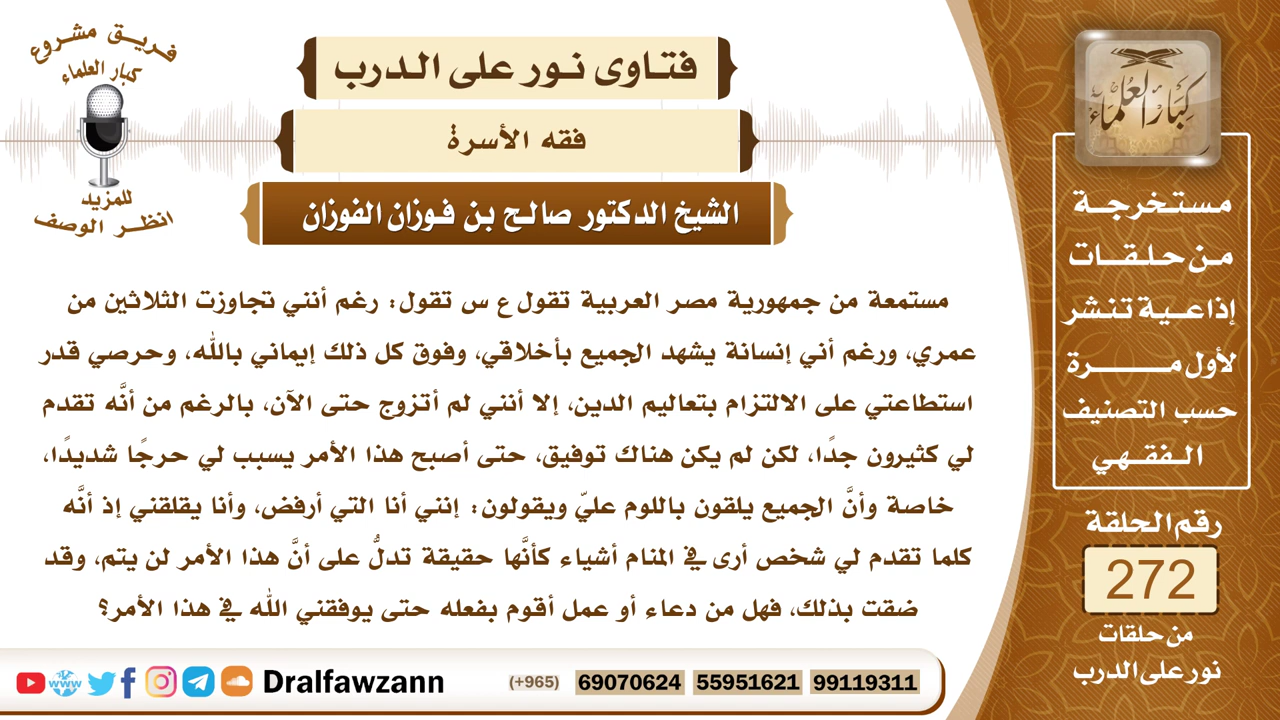 فريق مشروع
كبار العلماء
للمزيد
انظر الوصف
فتاوى نور على الدرب
فقه الأسرة
الشيخ الدكتور صالح بن فوزان الفوزان
مستمعة من جمهورية مصر العربية تقول ع س تقول: رغم أنني تجاوزت الثلاثين من
عمري، ورغم أني إنسانة يشهد الجميع بأخلاقي، وفوق كل ذلك إيماني بالله، وحرصي قدر
استطاعتي على الالتزام بتعاليم الدين، إلا أنني لم أتزوج حتى الآن، بالرغم من أنَّه تقدم
لي كثيرون جدًا، لكن لم يكن هناك توفيق، حتى أصبح هذا الأمر يسبب لي حرجًا شديدًا،
خاصة وأنَّ الجميع يلقون باللوم عليّ ويقولون: إنني أنا التي أرفض، وأنا يقلقني إذ أنَّه
كلما تقدم لي شخص أرى في المنام أشياء كأنَّها حقيقة تدلُّ على أنَّ هذا الأمر لن يتم، وقد
ضقت بذلك، فهل من دعاء أو عمل أقوم بفعله حتى يوفقني الله في هذا الأمر؟
كبار العلماء
مستخرجة
من حلقات
إذاعية تنشر
لأول مرة
حسب التصنيف
الفقهي
رقم الحلقة
272
من حلقات
نور على الدرب
www Dralfawzann (+965) 69070624 55951621 99119311